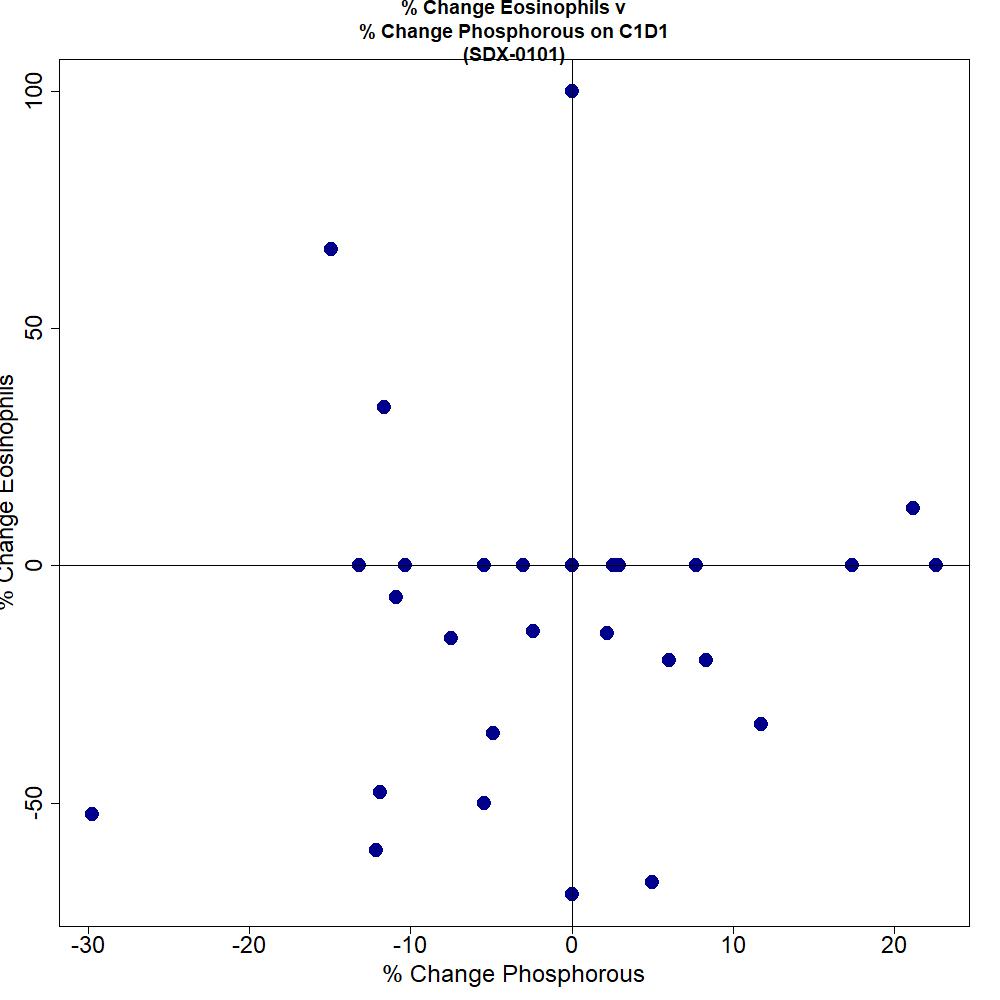 % Change Eosinophils v
% Change Phosphorous on C1D1
(SDX-0101)
% Change Eosinophils
100
50
0
-50
-30
-20
-10
0
10
20
% Change Phosphorous